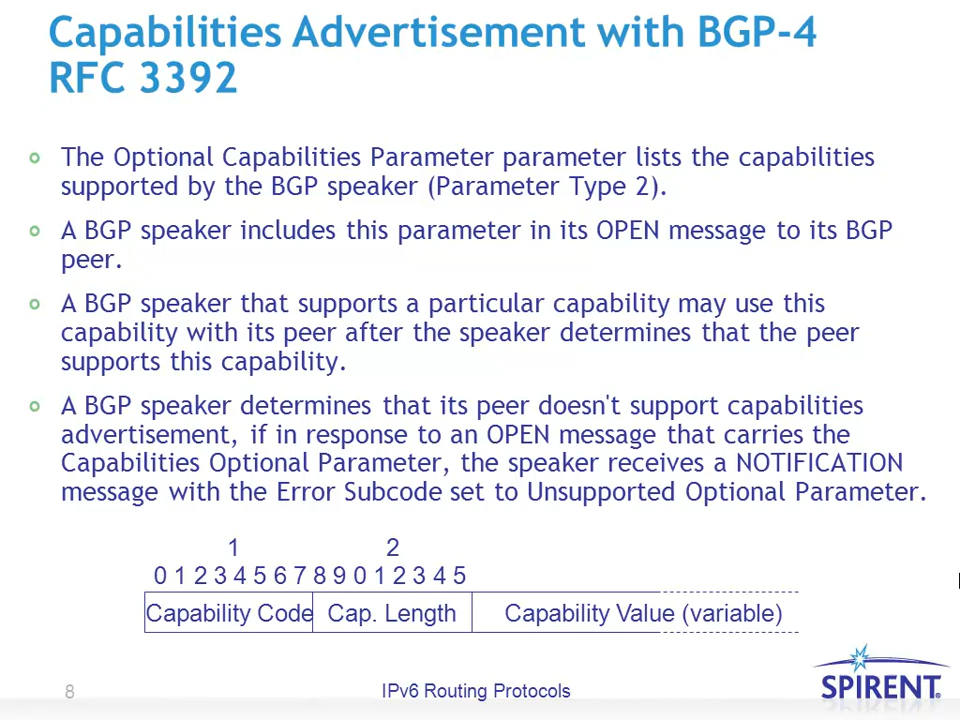 Capabilities Advertisement with BGP-4
RFC 3392
The Optional Capabilities Parameter parameter lists the capabilities
supported by the BGP speaker (Parameter Type 2).
A BGP speaker includes this parameter in its OPEN message to its BGP
peer.
A BGP speaker that supports a particular capability may use this
capability with its peer after the speaker determines that the peer
supports this capability.
A BGP speaker determines that its peer doesn't support capabilities
advertisement, if in response to an OPEN message that carries the
Capabilities Optional Parameter, the speaker receives a NOTIFICATION
message with the Error Subcode set to Unsupported Optional Parameter.
1 2
0 1 2 3 4 5 6 7 8 9 0 1 2 3 4 5
Capability Code Cap. Length Capability Value (variable)
8 IPv6 Routing Protocols SPIRENT®